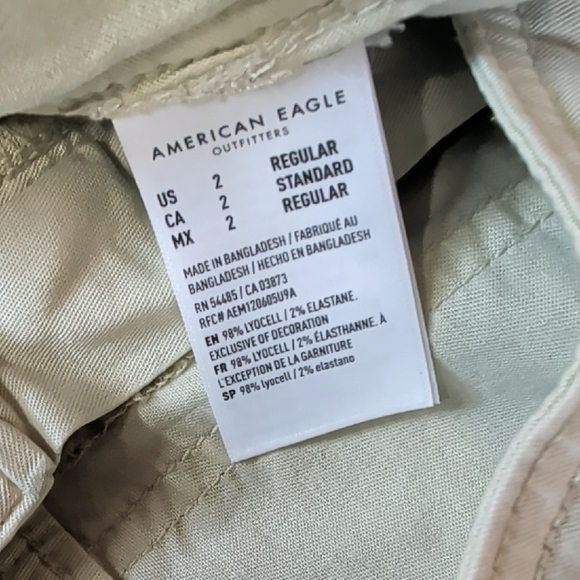 AMERICAN EAGLE
OUTFITTERS
US 2 REGULAR
CA 2 STANDARD
MX 2 REGULAR
MADE IN BANGLADESH / FABRIQUÉ AU
BANGLADESH / HECHO EN BANGLADESH
RN 54485 / CA 03873
RFC# AEM120605U9A
EN 98% LYOCELL / 2% ELASTANE.
EXCLUSIVE OF DECORATION
FR 98% LYOCELL / 2% ÉLASTHANNE. À
L'EXCEPTION DE LA GARNITURE
SP 98% lyocell / 2% elastano